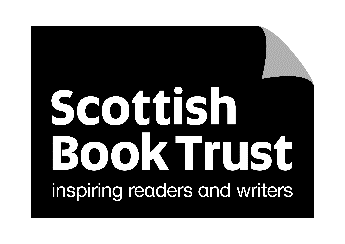 Scottish
Book Trust
inspiring readers and writers